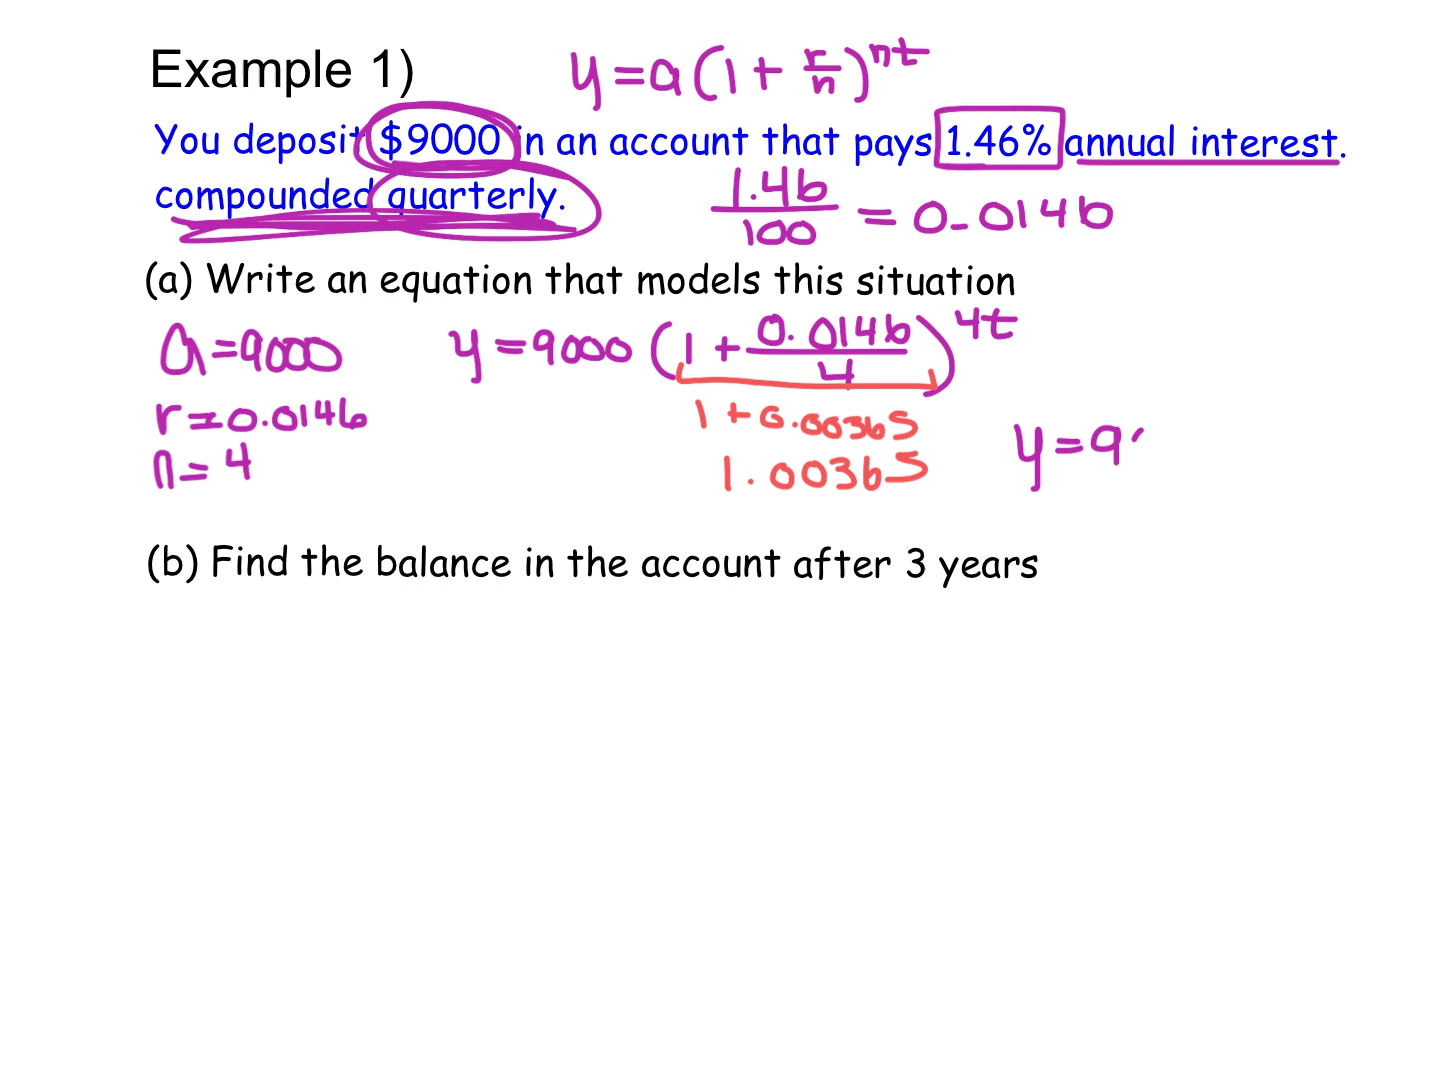 Example 1)
y = a(1 + r/n)^nt
You deposit $9000 in an account that pays 1.46% annual interest.
compounded quarterly.
1.46/100 = 0.0146
(a) Write an equation that models this situation
a = 9000
y = 9000 (1 + 0.0146/4)^4t
r = 0.0146
1 + 0.00365
n = 4
1.00365
y = 9
(b) Find the balance in the account after 3 years